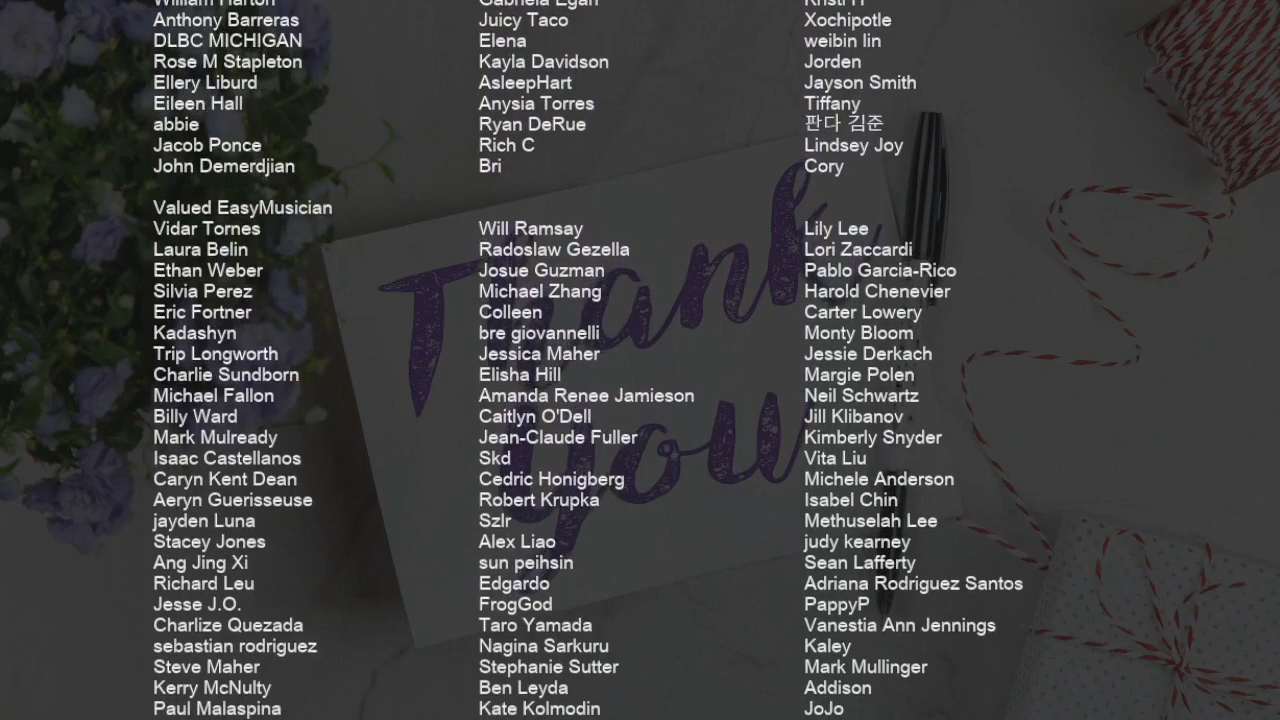 William Harton
Gabriela Egan
Kristi H
Anthony Barreras
Juicy Taco
Xochipotle
DLBC MICHIGAN
Elena
weibin lin
Rose M Stapleton
Kayla Davidson
Jorden
Ellery Liburd
AsleepHart
Jayson Smith
Eileen Hall
Anysia Torres
Tiffany
abbie
Ryan DeRue
판다 김준
Jacob Ponce
Rich C
Lindsey Joy
John Demerdjian
Bri
Cory
Valued EasyMusician
Vidar Tornes
Will Ramsay
Lily Lee
Laura Belin
Radoslaw Gezella
Lori Zaccardi
Ethan Weber
Josue Guzman
Pablo Garcia-Rico
Silvia Perez
Michael Zhang
Harold Chenevier
Eric Fortner
Colleen
Carter Lowery
Kadashyn
bre giovannelli
Monty Bloom
Trip Longworth
Jessica Maher
Jessie Derkach
Charlie Sundborn
Elisha Hill
Margie Polen
Michael Fallon
Amanda Renee Jamieson
Neil Schwartz
Billy Ward
Caitlyn O'Dell
Jill Klibanov
Mark Mulready
Jean-Claude Fuller
Kimberly Snyder
Isaac Castellanos
Skd
Vita Liu
Caryn Kent Dean
Cedric Honigberg
Michele Anderson
Aeryn Guerisseuse
Robert Krupka
Isabel Chin
jayden Luna
Szlr
Methuselah Lee
Stacey Jones
Alex Liao
judy kearney
Ang Jing Xi
sun peihsin
Sean Lafferty
Richard Leu
Edgardo
Adriana Rodriguez Santos
Jesse J.O.
FrogGod
PappyP
Charlize Quezada
Taro Yamada
Vanestia Ann Jennings
sebastian rodriguez
Nagina Sarkuru
Kaley
Steve Maher
Stephanie Sutter
Mark Mullinger
Kerry McNulty
Ben Leyda
Addison
Paul Malaspina
Kate Kolmodin
JoJo
Thank
you